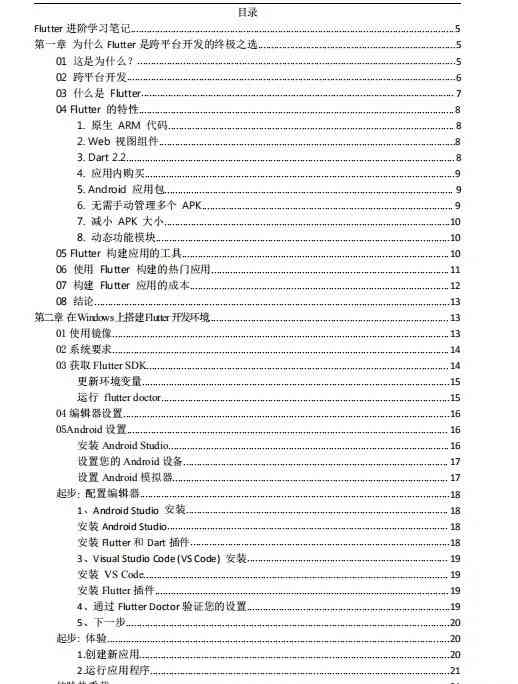 目录
Flutter 进阶学习笔记........5
第一章 为什么 Flutter 是跨平台开发的终极之选........5
01 这是为什么？........5
02 跨平台开发........6
03 什么是 Flutter........7
04 Flutter 的特性........8
1. 原生 ARM 代码........8
2. Web 视图组件........8
3. Dart 2.2........8
4. 应用内购买........9
5. Android 应用包........9
6. 无需手动管理多个 APK........9
7. 减小 APK 大小........10
8. 动态功能模块........10
05 Flutter 构建应用的工具........10
06 使用 Flutter 构建的热门应用........11
07 构建 Flutter 应用的成本........12
08 结论........13
第二章 在Windows上搭建Flutter开发环境........13
01 使用镜像........13
02 系统要求........14
03 获取 Flutter SDK........14
更新环境变量........15
运行 flutter doctor........15
04 编辑器设置........16
05Android 设置........16
安装 Android Studio........16
设置您的 Android 设备........17
设置 Android 模拟器........17
起步: 配置编辑器........18
1、Android Studio 安装........18
安装 Android Studio........18
安装 Flutter 和 Dart 插件........18
3、Visual Studio Code (VS Code) 安装........19
安装 VS Code........19
安装 Flutter 插件........19
4、通过 Flutter Doctor 验证您的设置........19
5、下一步........20
起步: 体验........20
1.创建新应用........20
2.运行应用程序........21